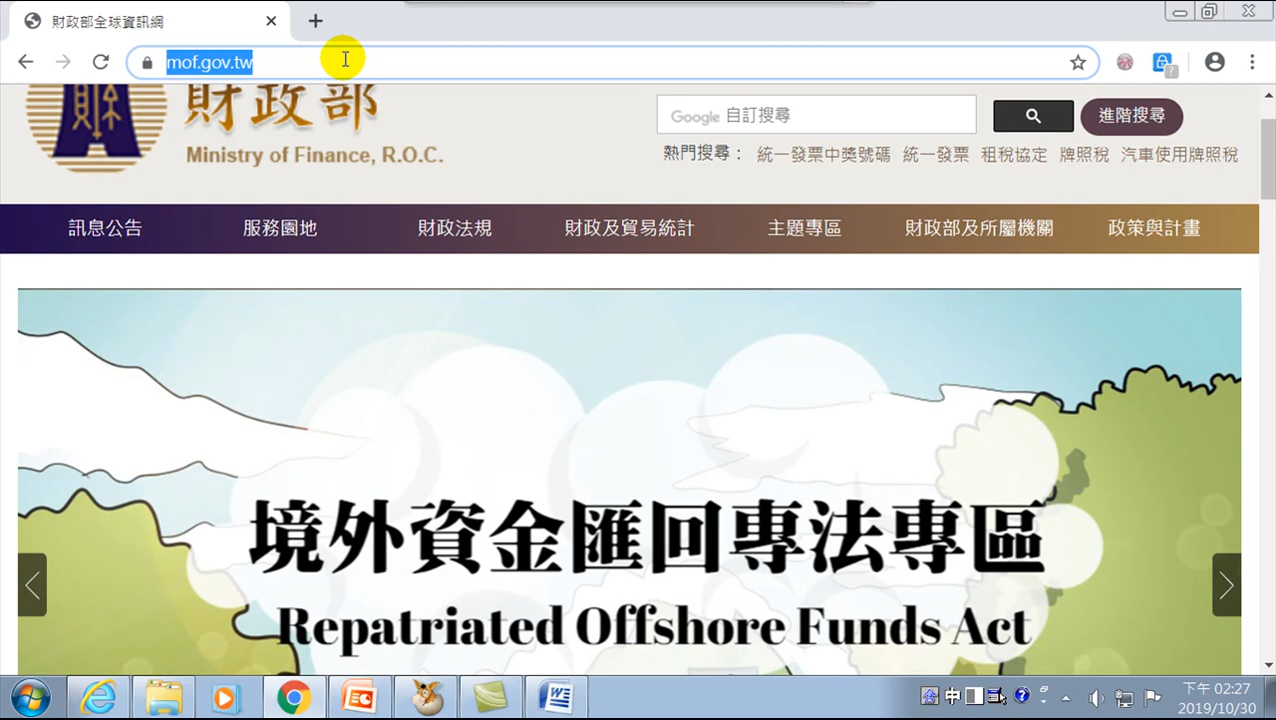 財政部全球資訊網
mof.gov.tw
財
財政部
Ministry of Finance, R.O.C.
Google 自訂搜尋
進階搜尋
熱門搜尋： 統一發票中獎號碼 統一發票 租稅協定 牌照稅 汽車使用牌照稅
訊息公告 服務園地 財政法規 財政及貿易統計 主題專區 財政部及所屬機關 政策與計畫
境外資金匯回專法專區
Repatriated Offshore Funds Act
中
下午 02:27
2019/10/30